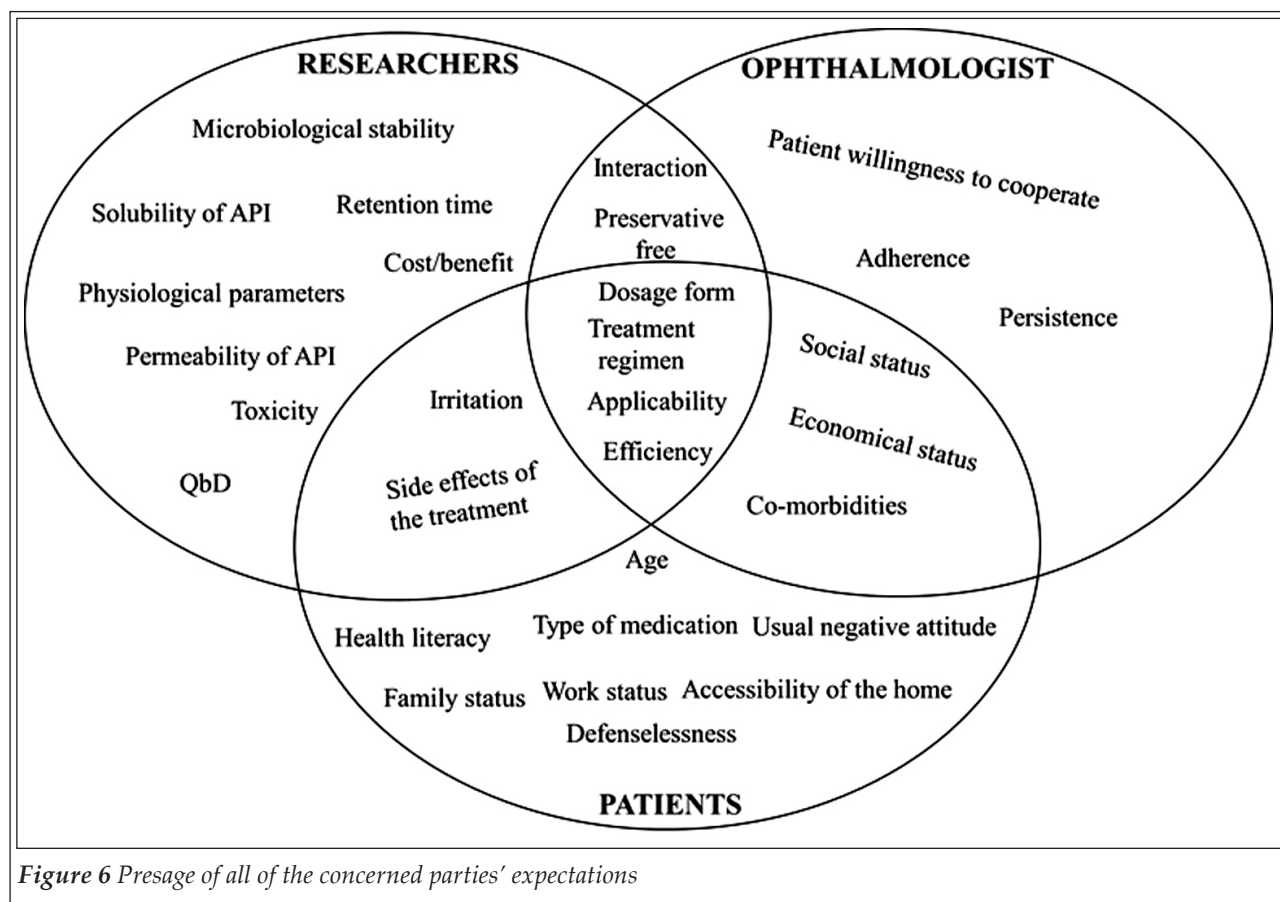 RESEARCHERS
OPHTHALMOLOGIST
Microbiological stability
Solubility of API
Retention time
Cost/benefit
Physiological parameters
Permeability of API
Toxicity
QbD
Interaction
Preservative
free
Patient willingness to cooperate
Adherence
Persistence
Dosage form
Treatment
regimen
Applicability
Efficiency
Irritation
Side effects of
the treatment
Social status
Economical status
Co-morbidities
Age
Health literacy
Type of medication
Usual negative attitude
Family status
Work status
Accessibility of the home
Defenselessness
PATIENTS
Figure 6 Presage of all of the concerned parties' expectations